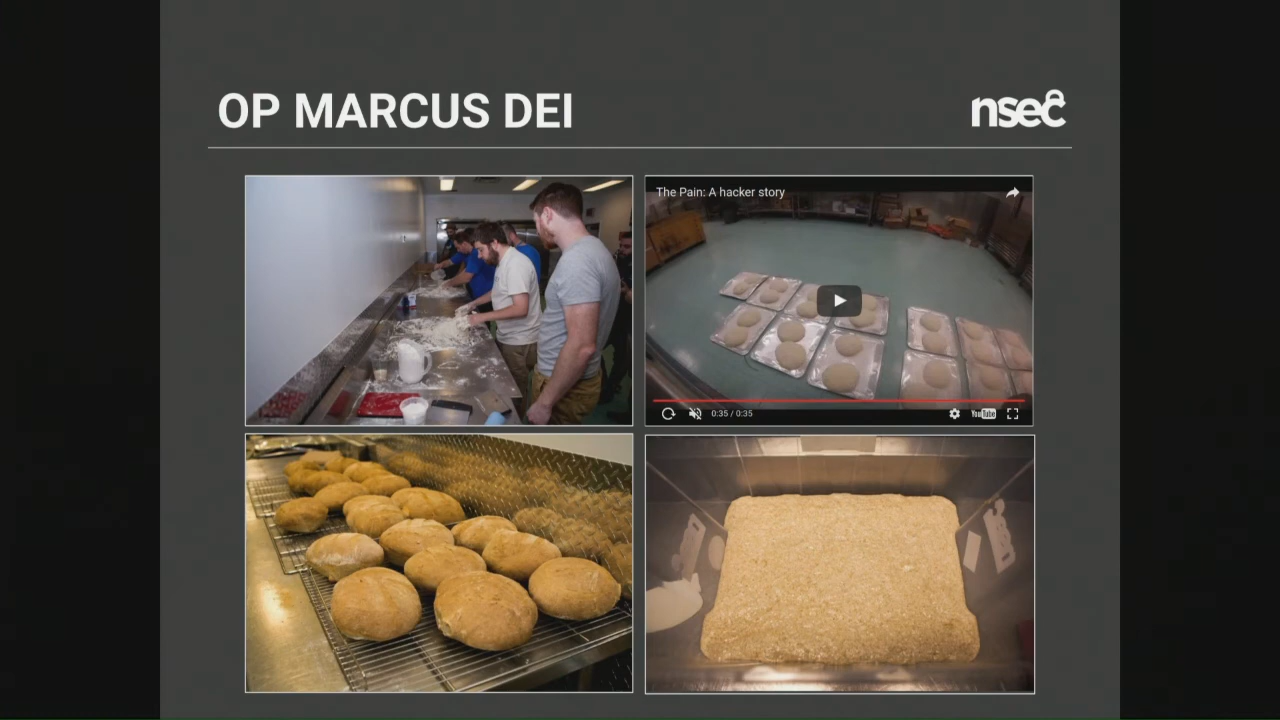 OP MARCUS DEI
nsec
The Pain: A hacker story
0:35 / 0:35
YouTube